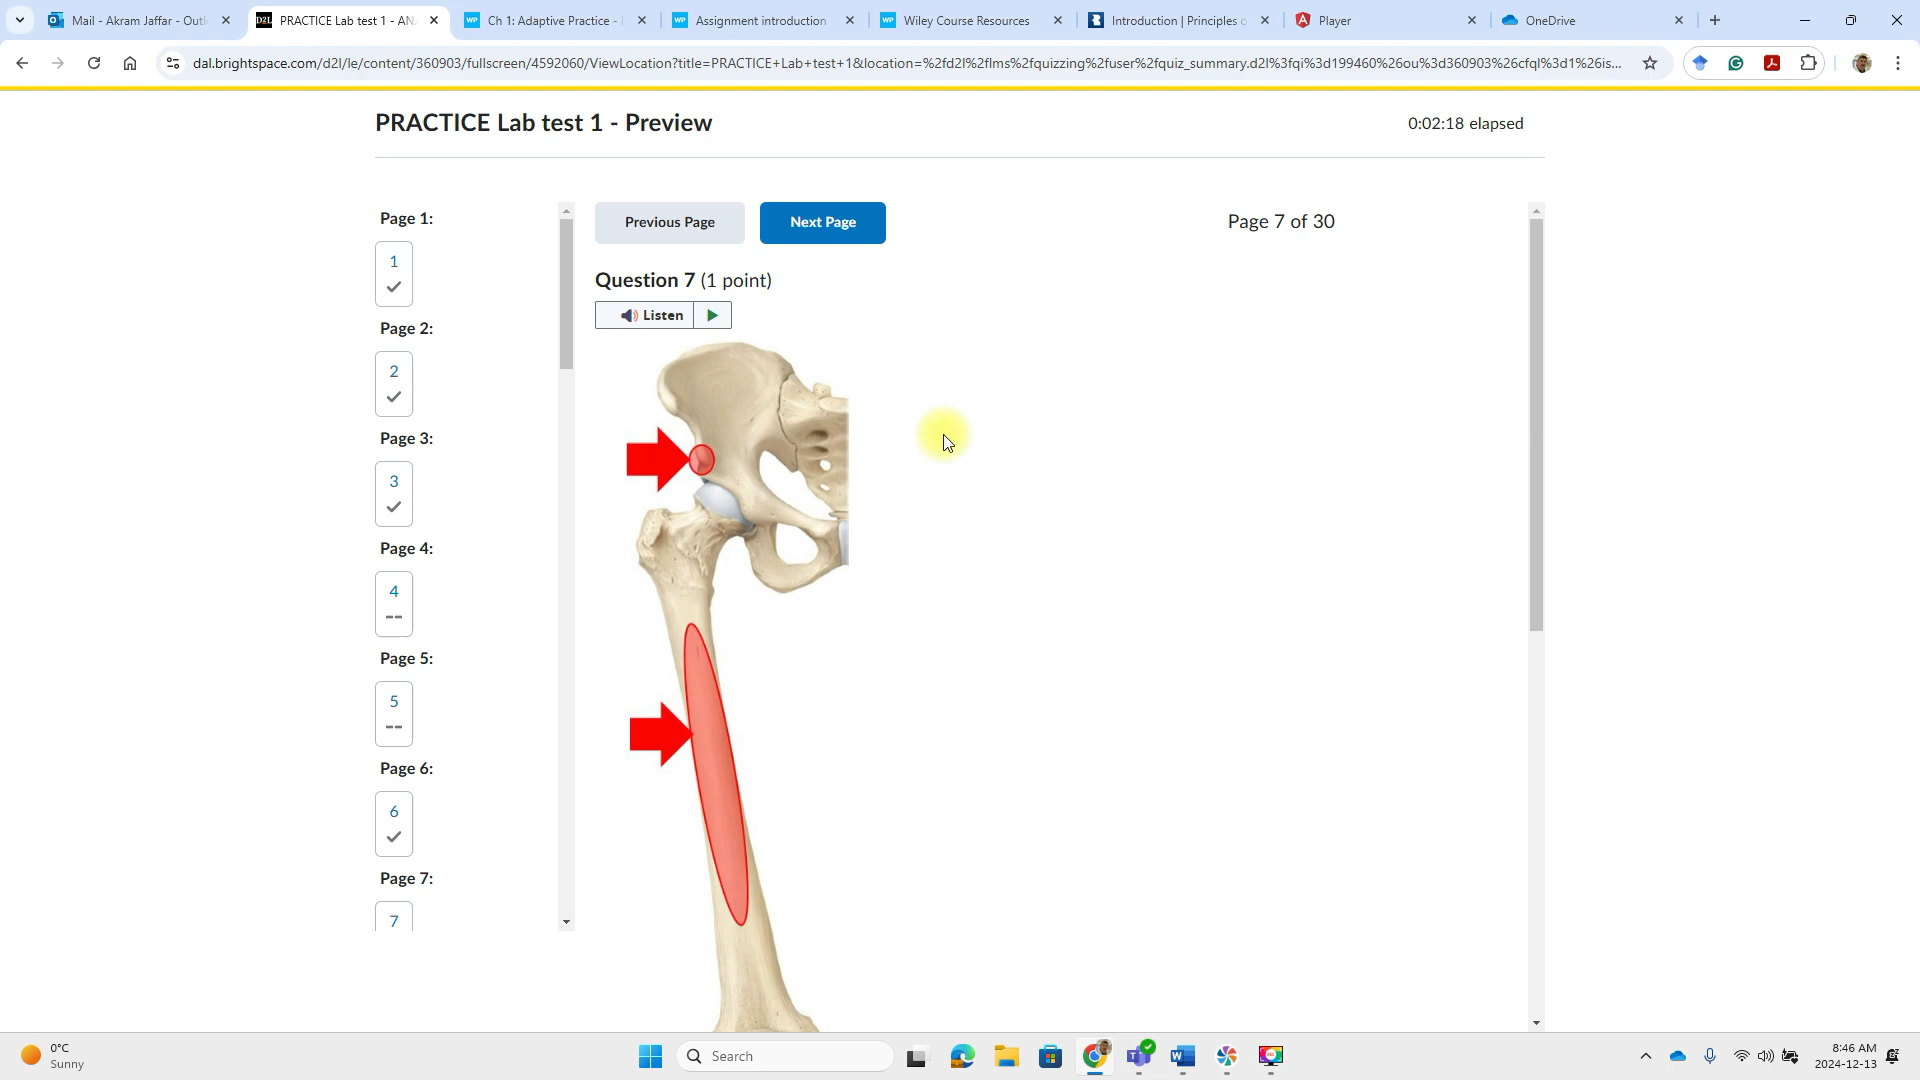 Mail - Akram Jaffar - Outl
D2L
PRACTICE Lab test 1 - AN
WP
Ch 1: Adaptive Practice -
WP
Assignment introduction
WP
Wiley Course Resources
Introduction | Principles o
Player
OneDrive
dal.brightspace.com/d2l/le/content/360903/fullscreen/4592060/ViewLocation?title=PRACTICE+Lab+test+1&location=%2fd2l%2flms%2fquizzing%2fuser%2fquiz_summary.d2l%3fqi%3d199460%26ou%3d360903%26cfql%3d1%26is...
PRACTICE Lab test 1 - Preview
0:02:18 elapsed
Page 1:
1
Page 2:
2
Page 3:
3
Page 4:
4
--
Page 5:
5
--
Page 6:
6
Page 7:
7
Previous Page
Next Page
Page 7 of 30
Question 7 (1 point)
Listen
0°C
Sunny
Search
8:46 AM
2024-12-13